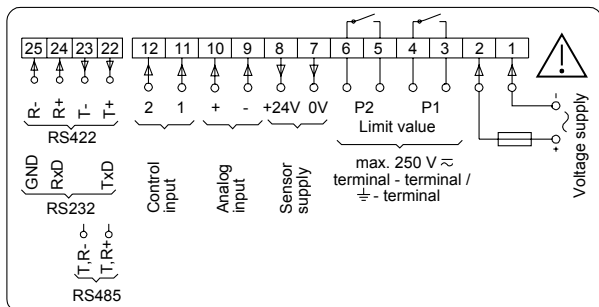 25 24 23 22 12 11 10 9 8 7 6 5 4 3 2 1
R- R+ T- T+ 2 1 + - +24V 0V P2 P1 - +
RS422
Limit value
Voltage supply
GND RxD TxD
RS232
Control input
Analog input
Sensor supply
max. 250 V ≂
terminal - terminal /
⏚ - terminal
T,R- T,R+
RS485